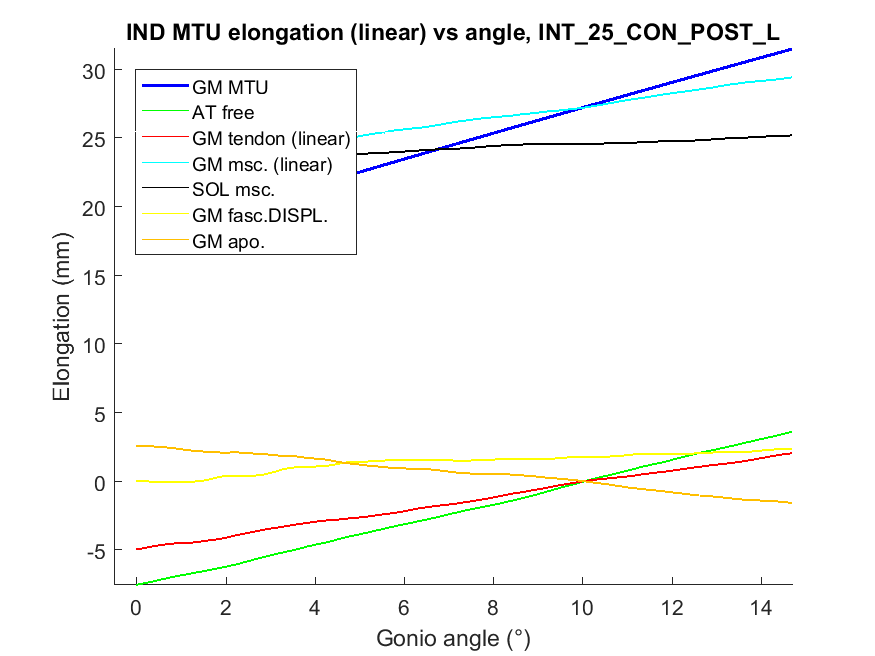 IND MTU elongation (linear) vs angle, INT_25_CON_POST_L
30
25
20
15
10
5
0
-5
Elongation (mm)
GM MTU
AT free
GM tendon (linear)
GM msc. (linear)
SOL msc.
GM fasc.DISPL.
GM apo.
0 2 4 6 8 10 12 14
Gonio angle (°)